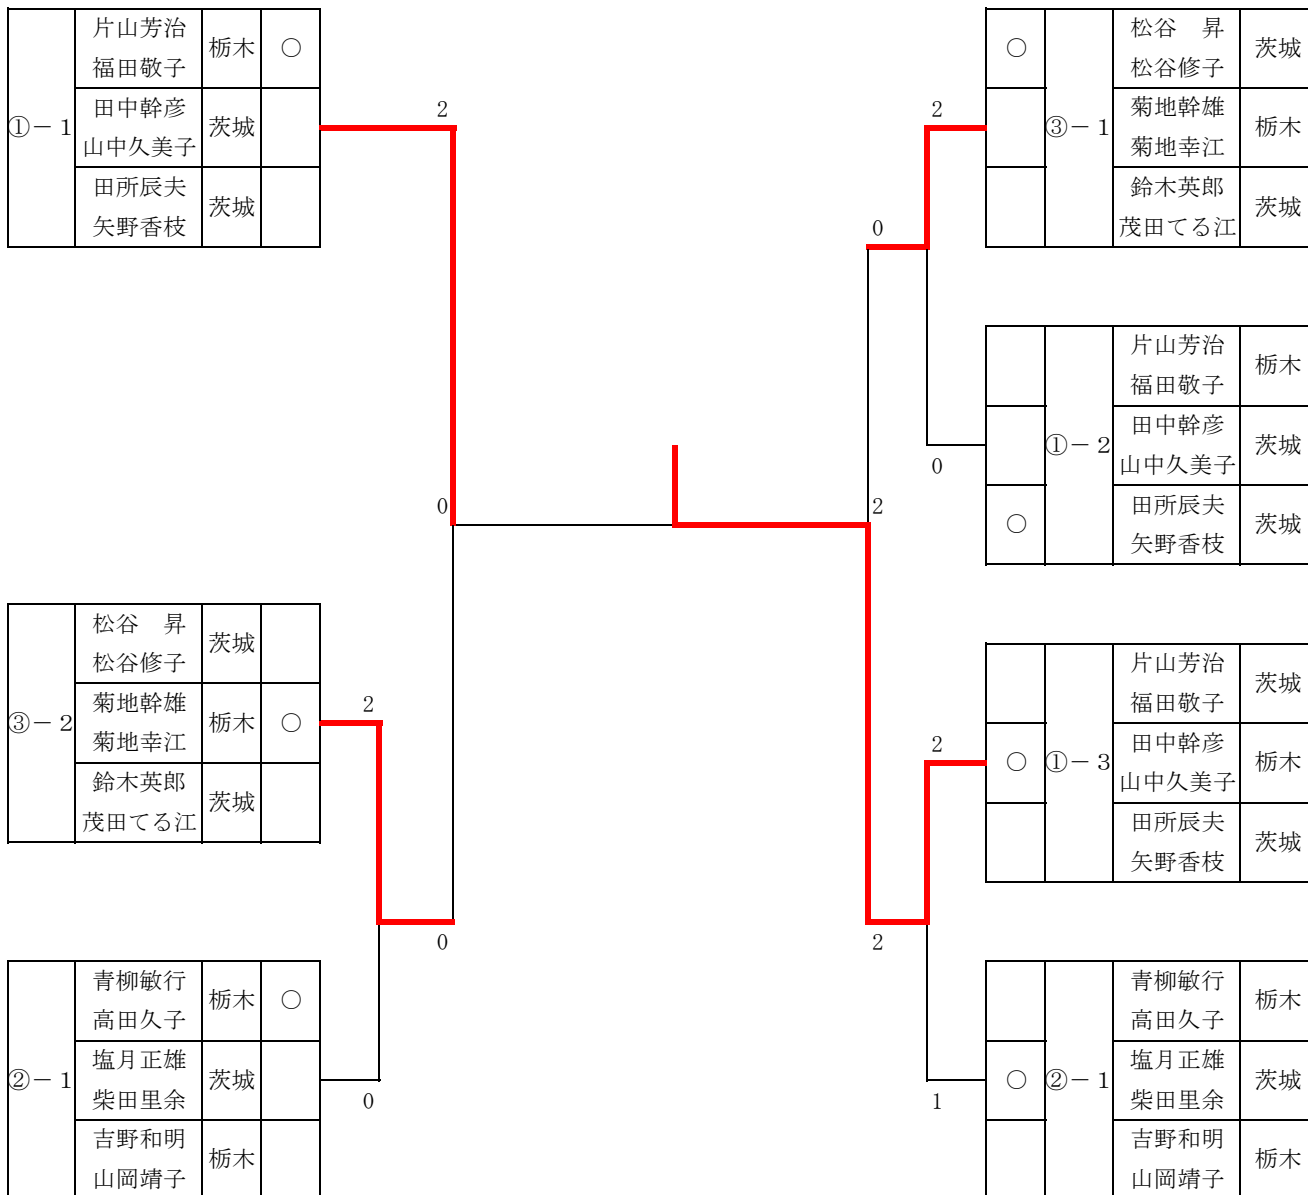 ①－1
片山芳治
福田敬子
栃木
○
田中幹彦
山中久美子
茨城
田所辰夫
矢野香枝
茨城
2
0
③－2
松谷　昇
松谷修子
茨城
菊地幹雄
菊地幸江
栃木
○
鈴木英郎
茂田てる江
茨城
2
0
②－1
青柳敏行
高田久子
栃木
○
塩月正雄
柴田里余
茨城
吉野和明
山岡靖子
栃木
0
2
0
○
③－1
松谷　昇
松谷修子
茨城
菊地幹雄
菊地幸江
栃木
鈴木英郎
茂田てる江
茨城
①－2
片山芳治
福田敬子
栃木
田中幹彦
山中久美子
茨城
○
田所辰夫
矢野香枝
茨城
0
2
①－3
片山芳治
福田敬子
茨城
2
○
田中幹彦
山中久美子
栃木
田所辰夫
矢野香枝
茨城
2
②－1
青柳敏行
高田久子
栃木
○
塩月正雄
柴田里余
茨城
1
吉野和明
山岡靖子
栃木